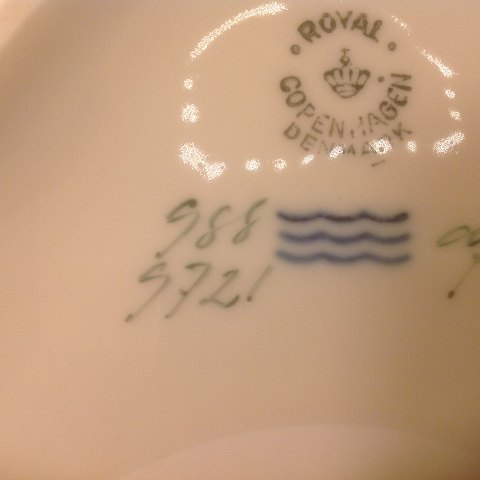 ROYAL
COPENHAGEN
DENMARK
988
5721